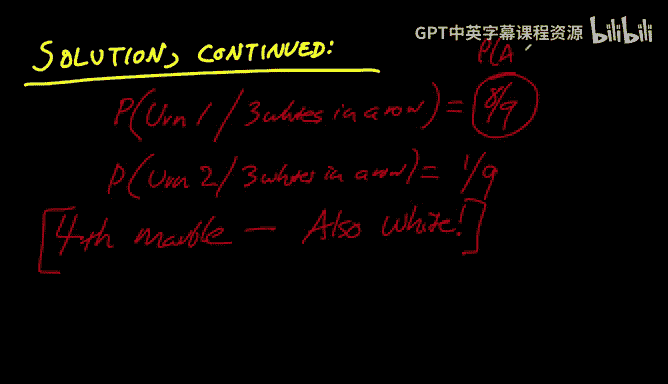 GPT中英字幕课程资源 bilibili
SOLUTION, CONTINUED:
P(A
P(Urn 1 / 3 whites in a row) = 8/9
P(Urn 2 / 3 whites in a row) = 1/9
[4th marble — Also white!]